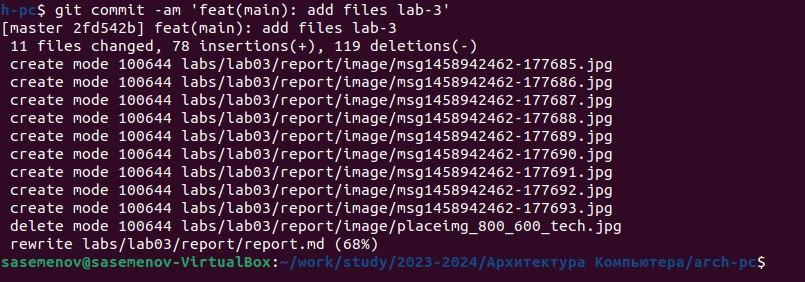 h-pc$ git commit -am 'feat(main): add files lab-3'
[master 2fd542b] feat(main): add files lab-3
 11 files changed, 78 insertions(+), 119 deletions(-)
 create mode 100644 labs/lab03/report/image/msg1458942462-177685.jpg
 create mode 100644 labs/lab03/report/image/msg1458942462-177686.jpg
 create mode 100644 labs/lab03/report/image/msg1458942462-177687.jpg
 create mode 100644 labs/lab03/report/image/msg1458942462-177688.jpg
 create mode 100644 labs/lab03/report/image/msg1458942462-177689.jpg
 create mode 100644 labs/lab03/report/image/msg1458942462-177690.jpg
 create mode 100644 labs/lab03/report/image/msg1458942462-177691.jpg
 create mode 100644 labs/lab03/report/image/msg1458942462-177692.jpg
 create mode 100644 labs/lab03/report/image/msg1458942462-177693.jpg
 delete mode 100644 labs/lab03/report/image/placeimg_800_600_tech.jpg
 rewrite labs/lab03/report/report.md (68%)
sasemenov@sasemenov-VirtualBox:~/work/study/2023-2024/Архитектура Компьютера/arch-pc$